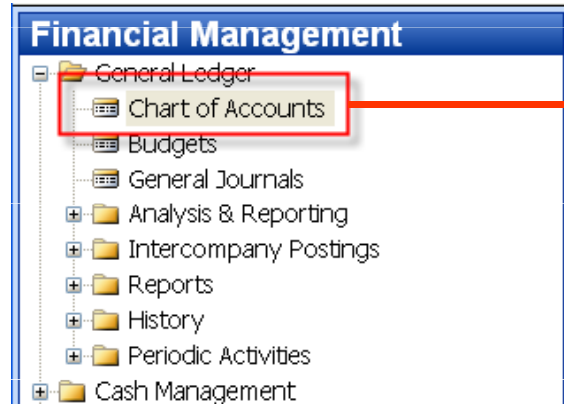 Financial Management
General Ledger
Chart of Accounts
Budgets
General Journals
Analysis & Reporting
Intercompany Postings
Reports
History
Periodic Activities
Cash Management